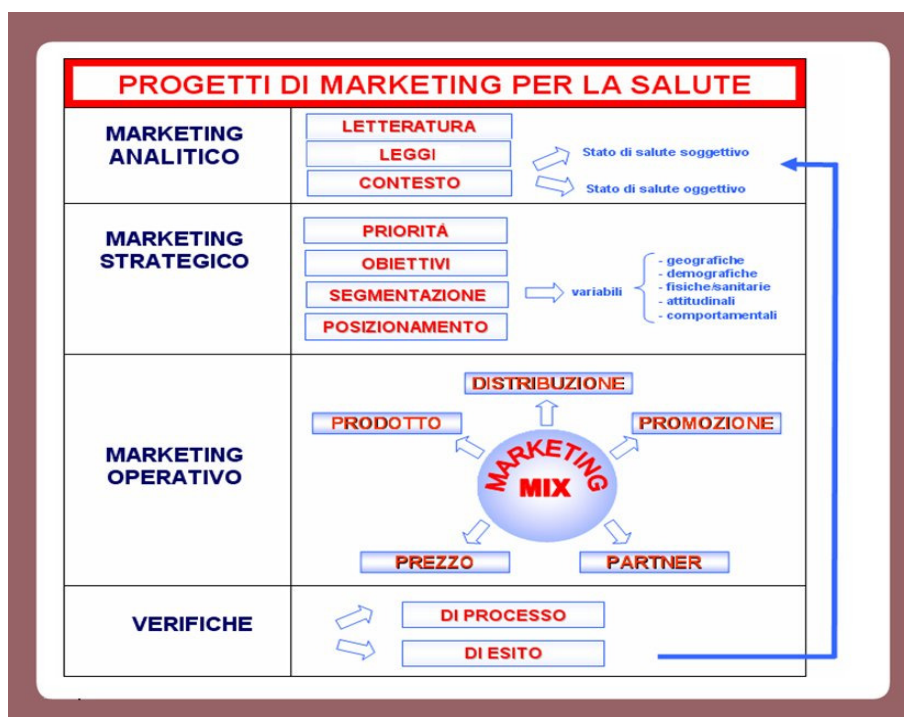 PROGETTI DI MARKETING PER LA SALUTE
MARKETING
ANALITICO
LETTERATURA
LEGGI
CONTESTO
Stato di salute soggettivo
Stato di salute oggettivo
MARKETING
STRATEGICO
PRIORITÀ
OBIETTIVI
SEGMENTAZIONE
POSIZIONAMENTO
variabili
- geografiche
- demografiche
- fisiche/sanitarie
- attitudinali
- comportamentali
MARKETING
OPERATIVO
DISTRIBUZIONE
PRODOTTO
PROMOZIONE
MARKETING
MIX
PREZZO
PARTNER
VERIFICHE
DI PROCESSO
DI ESITO